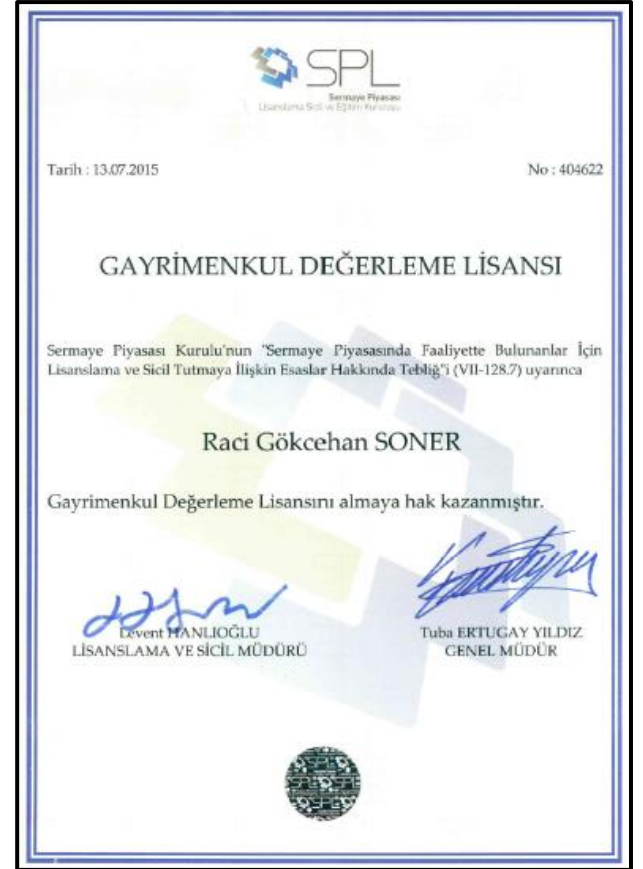 SPL
Sermaye Piyasası
Lisanslama Sicil ve Eğitim Kuruluşu
Tarih : 13.07.2015
No : 404622
GAYRİMENKUL DEĞERLEME LİSANSI
Sermaye Piyasası Kurulu'nun "Sermaye Piyasasında Faaliyette Bulunanlar İçin
Lisanslama ve Sicil Tutmaya İlişkin Esaslar Hakkında Tebliğ"i (VII-128.7) uyarınca
Raci Gökcehan SONER
Gayrimenkul Değerleme Lisansını almaya hak kazanmıştır.
Levent HANLIOĞLU
LİSANSLAMA VE SİCİL MÜDÜRÜ
Tuba ERTUGAY YILDIZ
GENEL MÜDÜR